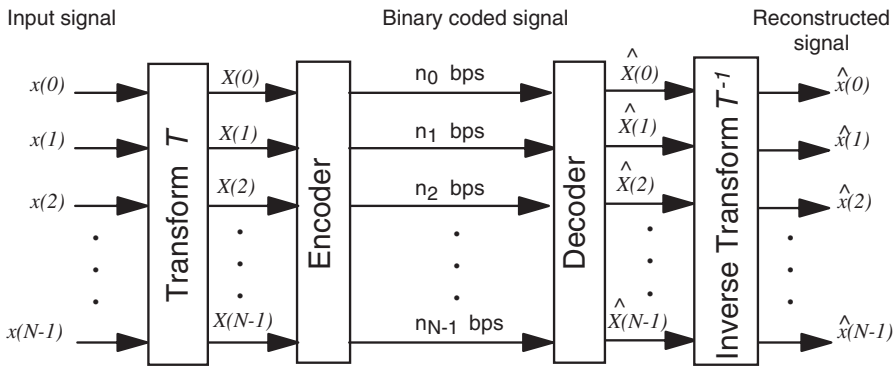 Input signal
Binary coded signal
Reconstructed
signal
x(0)
x(1)
x(2)
x(N-1)
Transform T
X(0)
X(1)
X(2)
X(N-1)
Encoder
n₀ bps
n₁ bps
n₂ bps
n_{N-1} bps
Decoder
X̂(0)
X̂(1)
X̂(2)
X̂(N-1)
Inverse Transform T⁻¹
x̂(0)
x̂(1)
x̂(2)
x̂(N-1)